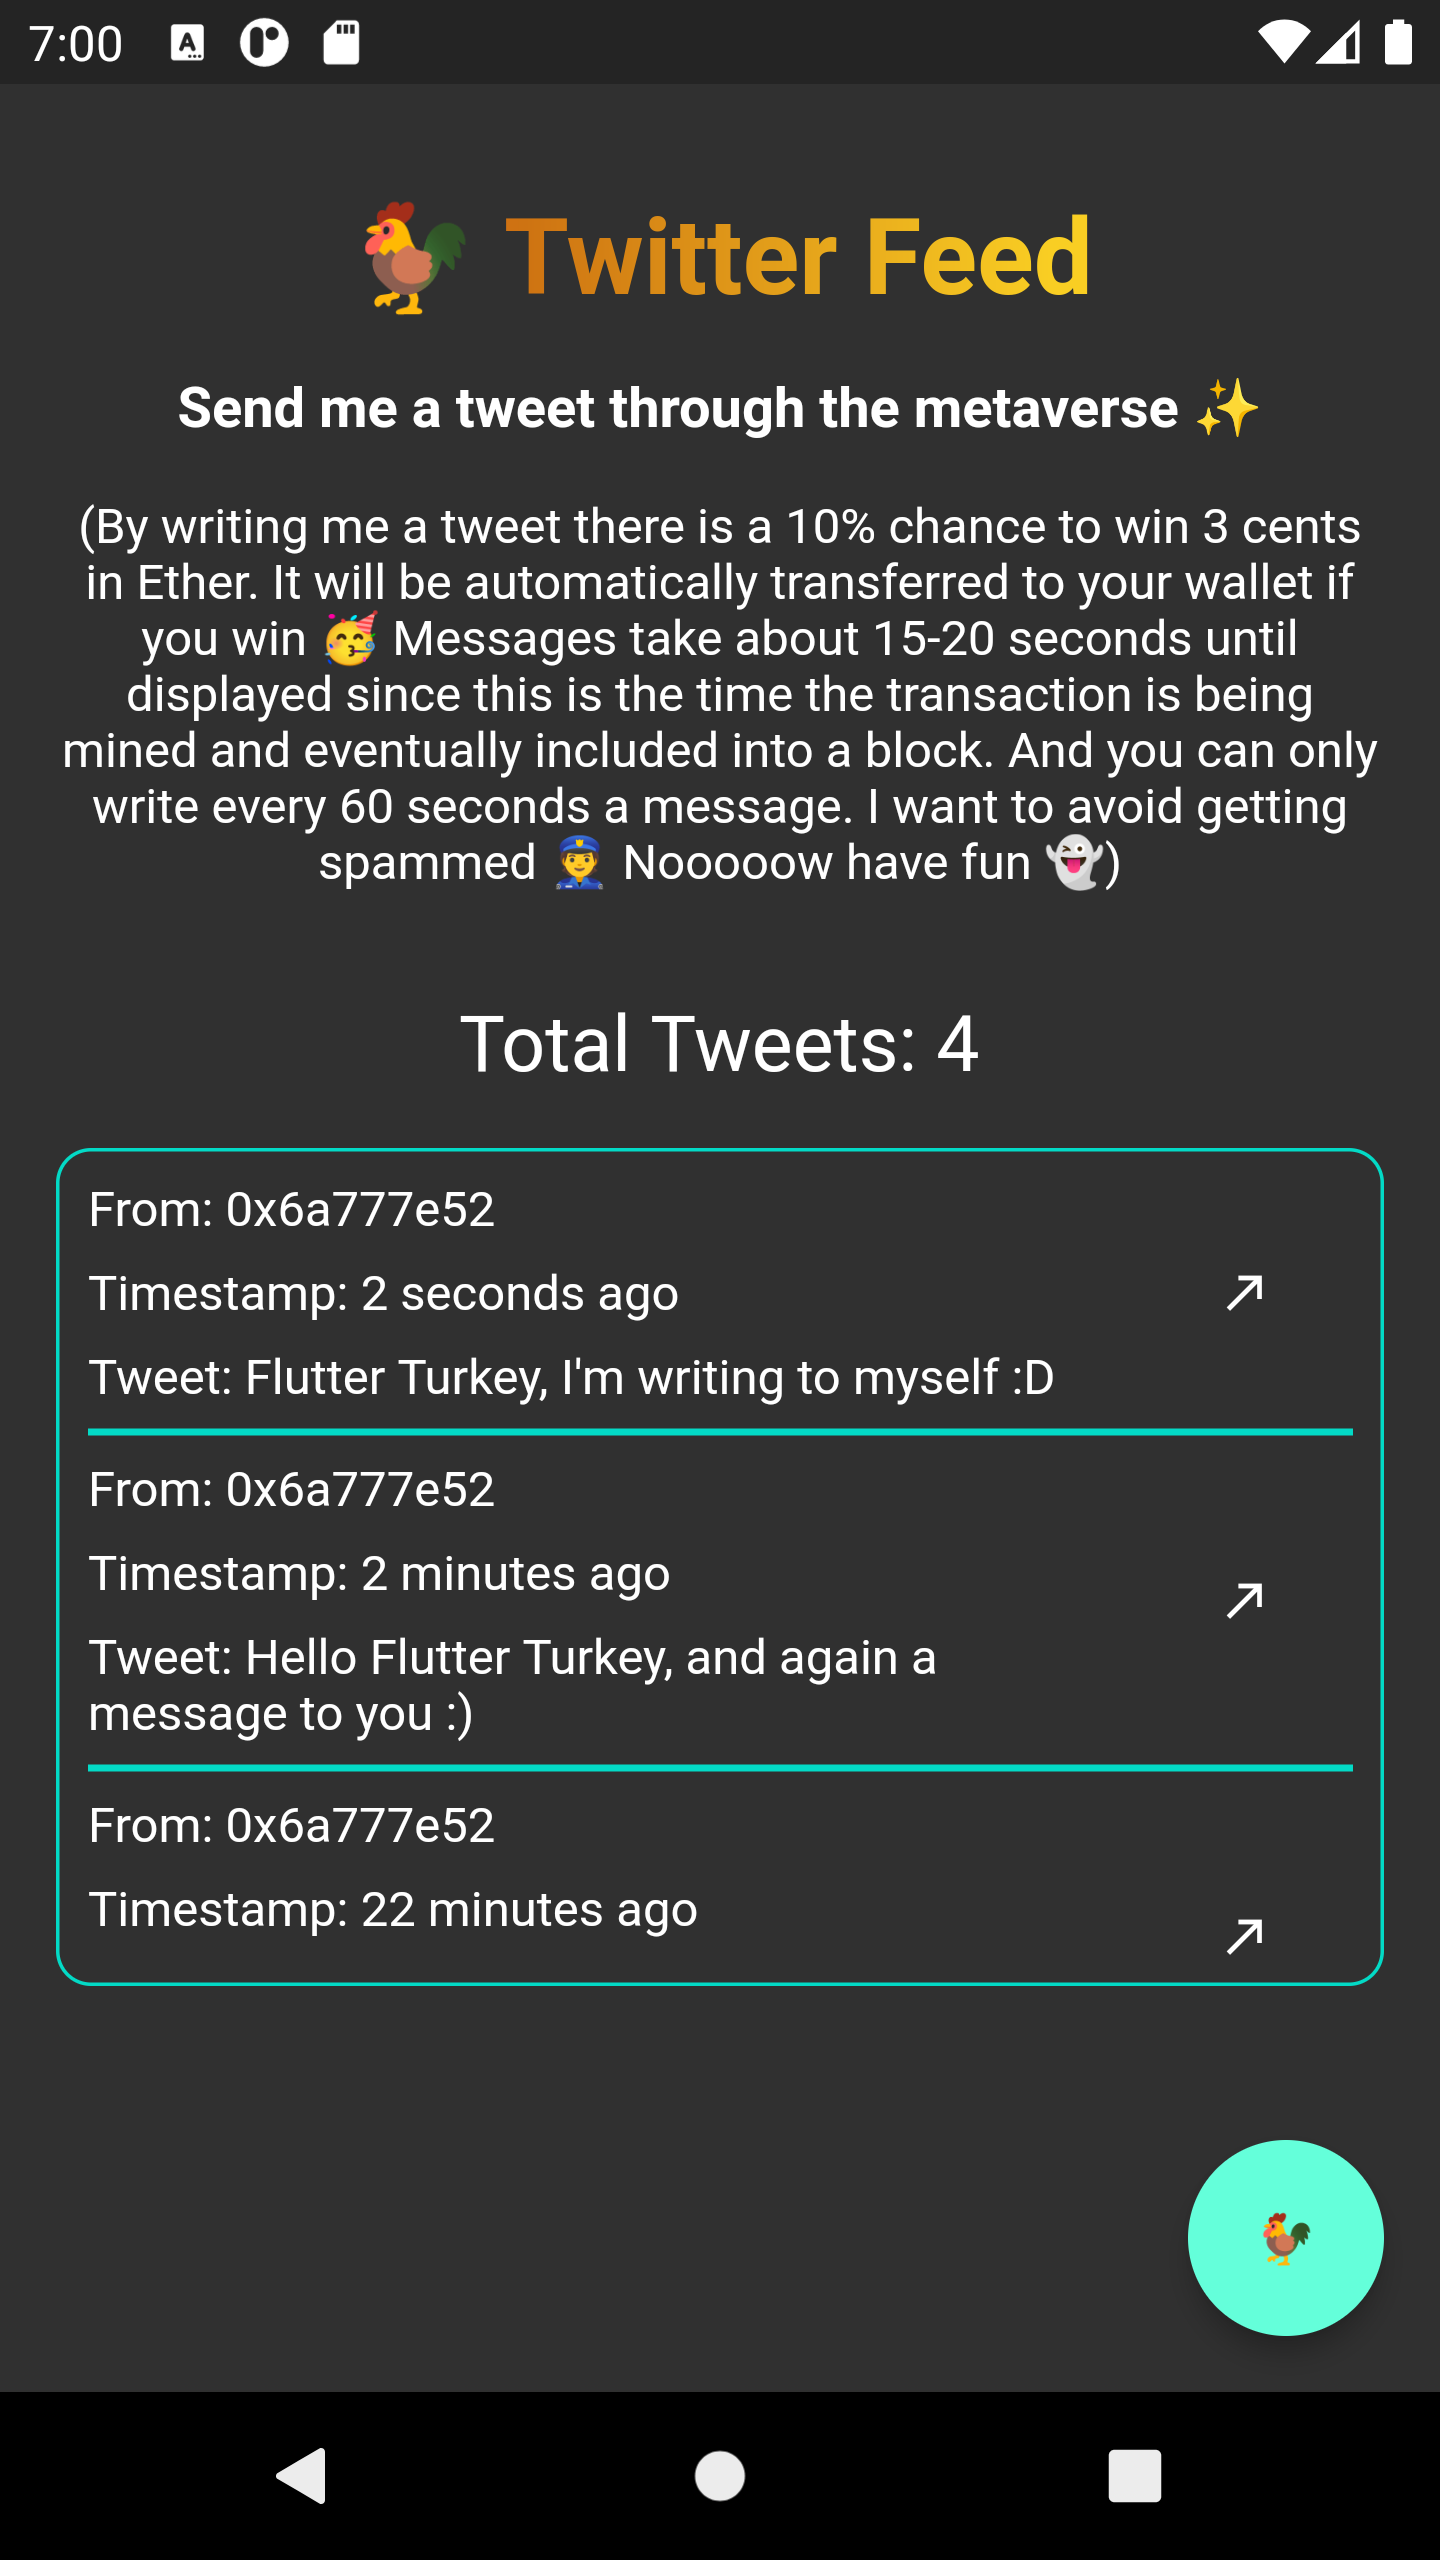 7:00
🐓 Twitter Feed
Send me a tweet through the metaverse ✨
(By writing me a tweet there is a 10% chance to win 3 cents
in Ether. It will be automatically transferred to your wallet if
you win 🥳 Messages take about 15-20 seconds until
displayed since this is the time the transaction is being
mined and eventually included into a block. And you can only
write every 60 seconds a message. I want to avoid getting
spammed 👮 Nooooow have fun 👻)
Total Tweets: 4
From: 0x6a777e52
Timestamp: 2 seconds ago
Tweet: Flutter Turkey, I'm writing to myself :D
From: 0x6a777e52
Timestamp: 2 minutes ago
Tweet: Hello Flutter Turkey, and again a
message to you :)
From: 0x6a777e52
Timestamp: 22 minutes ago